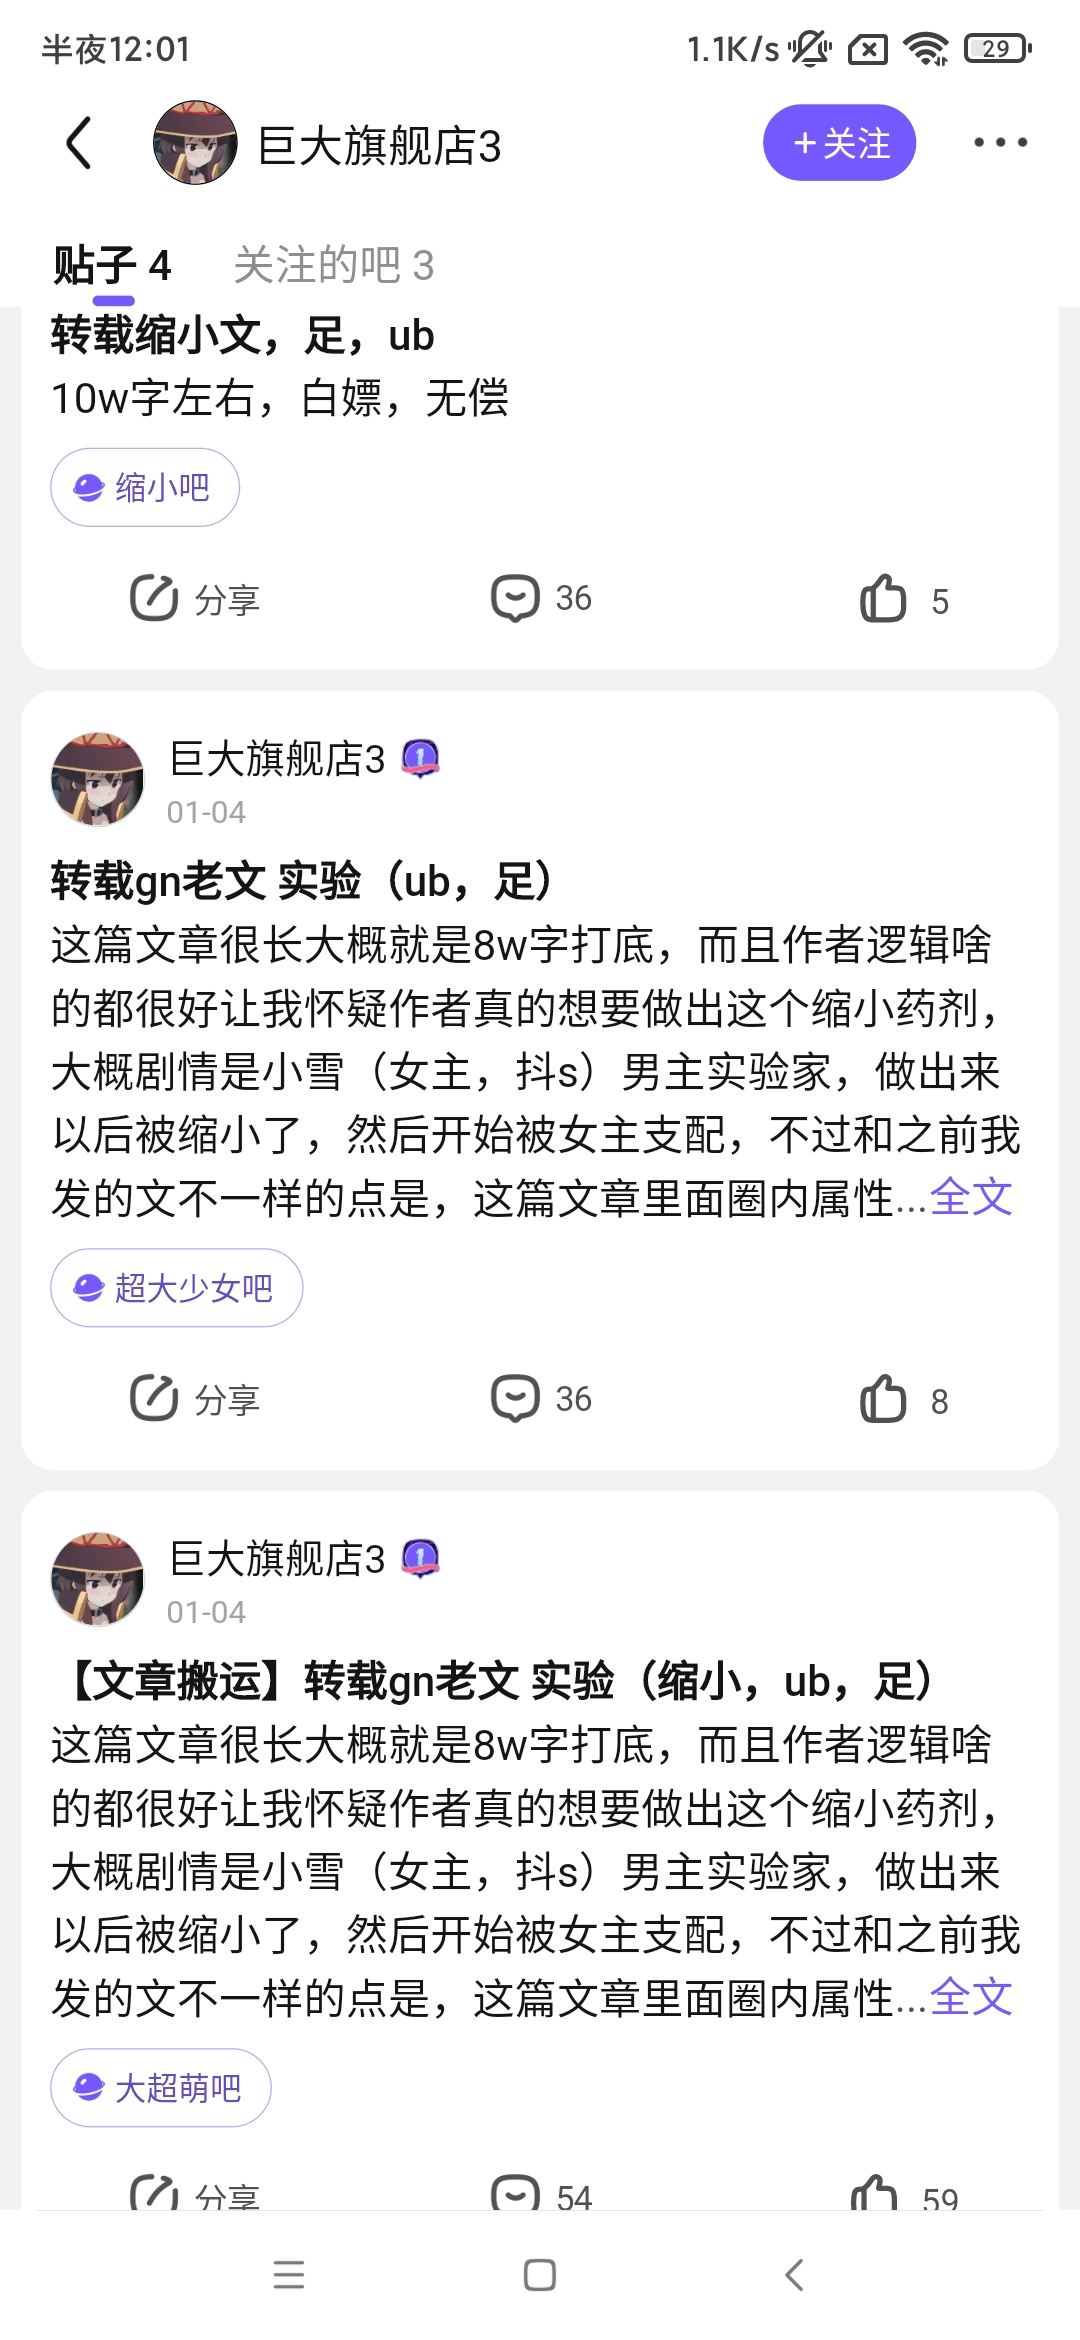 半夜12:01
1.1K/s
29
巨大旗舰店3
+关注
贴子 4
关注的吧 3
转载缩小文，足，ub
10w字左右，白嫖，无偿
缩小吧
分享
36
5
巨大旗舰店3
1
01-04
转载gn老文 实验（ub，足）
这篇文章很长大概就是8w字打底，而且作者逻辑啥
的都很好让我怀疑作者真的想要做出这个缩小药剂，
大概剧情是小雪（女主，抖s）男主实验家，做出来
以后被缩小了，然后开始被女主支配，不过和之前我
发的文不一样的点是，这篇文章里面圈内属性...全文
超大少女吧
分享
36
8
巨大旗舰店3
1
01-04
【文章搬运】转载gn老文 实验（缩小，ub，足）
这篇文章很长大概就是8w字打底，而且作者逻辑啥
的都很好让我怀疑作者真的想要做出这个缩小药剂，
大概剧情是小雪（女主，抖s）男主实验家，做出来
以后被缩小了，然后开始被女主支配，不过和之前我
发的文不一样的点是，这篇文章里面圈内属性...全文
大超萌吧
分享
54
59